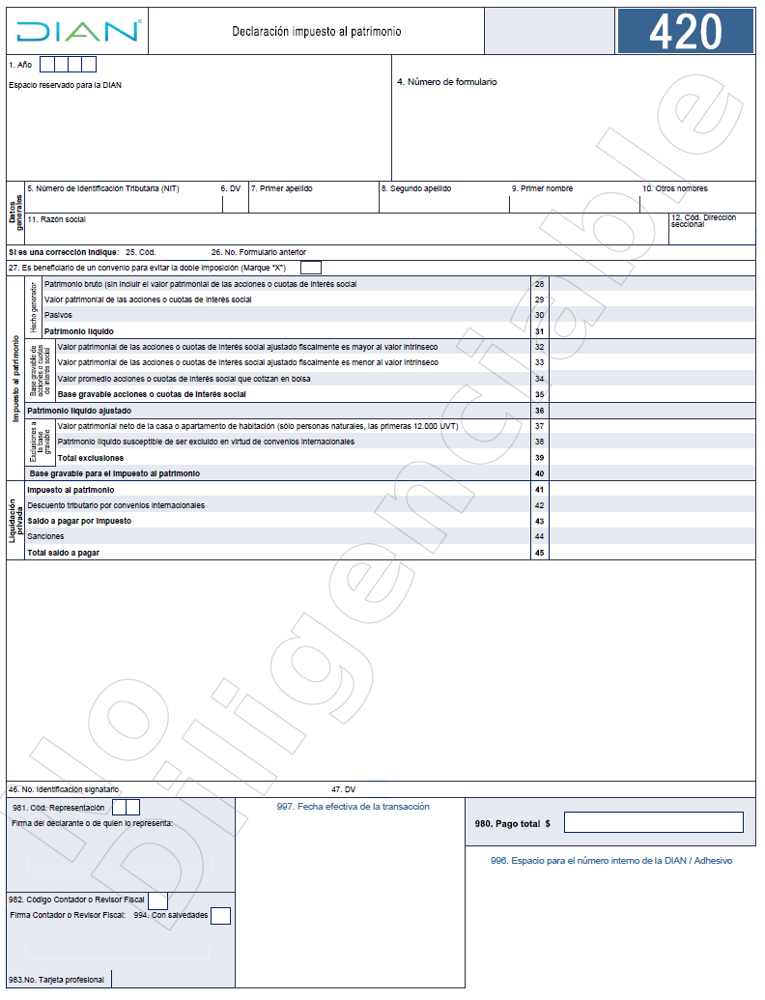 DIAN
Declaración impuesto al patrimonio
420
1. Año
Espacio reservado para la DIAN
4. Número de formulario
Datos generales
5. Número de Identificación Tributaria (NIT)
6. DV
7. Primer apellido
8. Segundo apellido
9. Primer nombre
10. Otros nombres
11. Razón social
12. Cód. Dirección seccional
Si es una corrección indique: 25. Cód.
26. No. Formulario anterior
27. Es beneficiario de un convenio para evitar la doble imposición (Marque "X")
Impuesto al patrimonio
Hecho generador
Patrimonio bruto (sin incluir el valor patrimonial de las acciones o cuotas de interés social 28
Valor patrimonial de las acciones o cuotas de interés social 29
Pasivos 30
Patrimonio líquido 31
Base gravable de acciones o cuotas de interés social
Valor patrimonial de las acciones o cuotas de interés social ajustado fiscalmente es mayor al valor intrínseco 32
Valor patrimonial de las acciones o cuotas de interés social ajustado fiscalmente es menor al valor intrínseco 33
Valor promedio acciones o cuotas de interés social que cotizan en bolsa 34
Base gravable acciones o cuotas de interés social 35
Patrimonio líquido ajustado 36
Exclusiones a la base gravable
Valor patrimonial neto de la casa o apartamento de habitación (sólo personas naturales, las primeras 12.000 UVT) 37
Patrimonio líquido susceptible de ser excluido en virtud de convenios internacionales 38
Total exclusiones 39
Base gravable para el impuesto al patrimonio 40
Liquidación privada
Impuesto al patrimonio 41
Descuento tributario por convenios internacionales 42
Saldo a pagar por impuesto 43
Sanciones 44
Total saldo a pagar 45
No Diligenciable
46. No. Identificación signatario
47. DV
981. Cód. Representación
Firma del declarante o de quien lo representa:
997. Fecha efectiva de la transacción
980. Pago total $
996. Espacio para el número interno de la DIAN / Adhesivo
982. Código Contador o Revisor Fiscal
Firma Contador o Revisor Fiscal: 994. Con salvedades
983.No. Tarjeta profesional